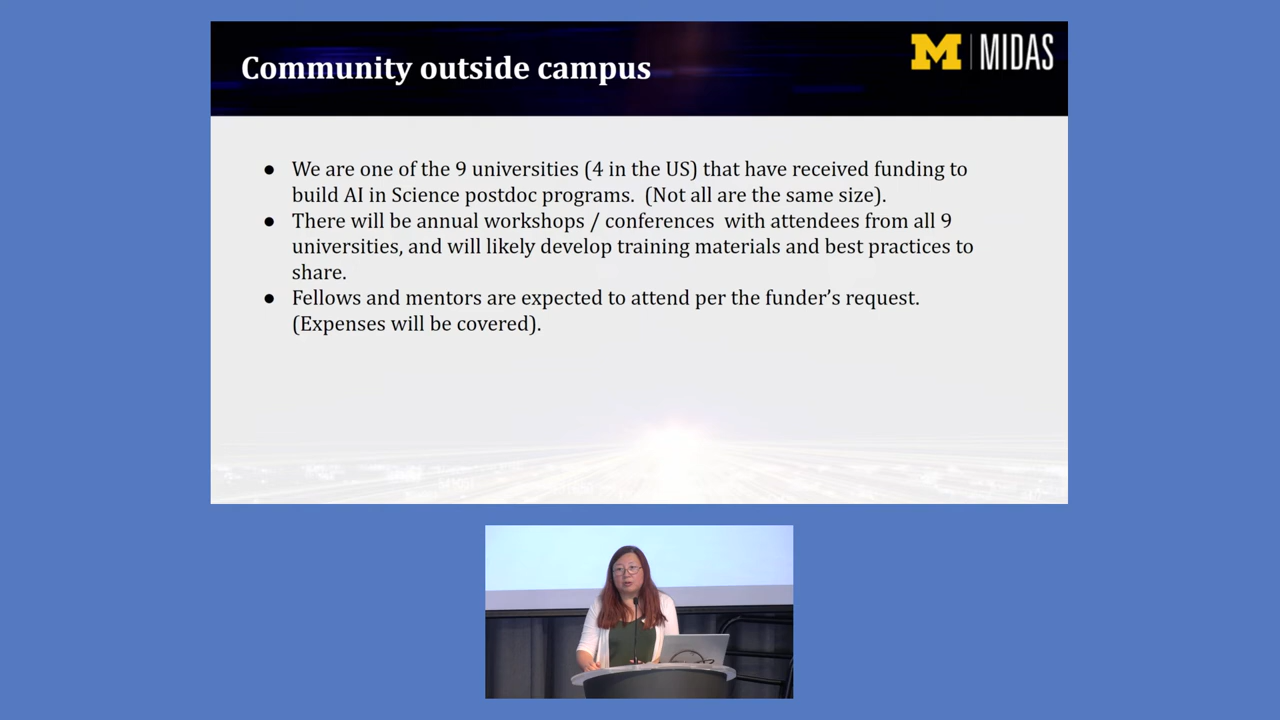 Community outside campus
M | MIDAS
● We are one of the 9 universities (4 in the US) that have received funding to
build AI in Science postdoc programs. (Not all are the same size).
● There will be annual workshops / conferences with attendees from all 9
universities, and will likely develop training materials and best practices to
share.
● Fellows and mentors are expected to attend per the funder’s request.
(Expenses will be covered).